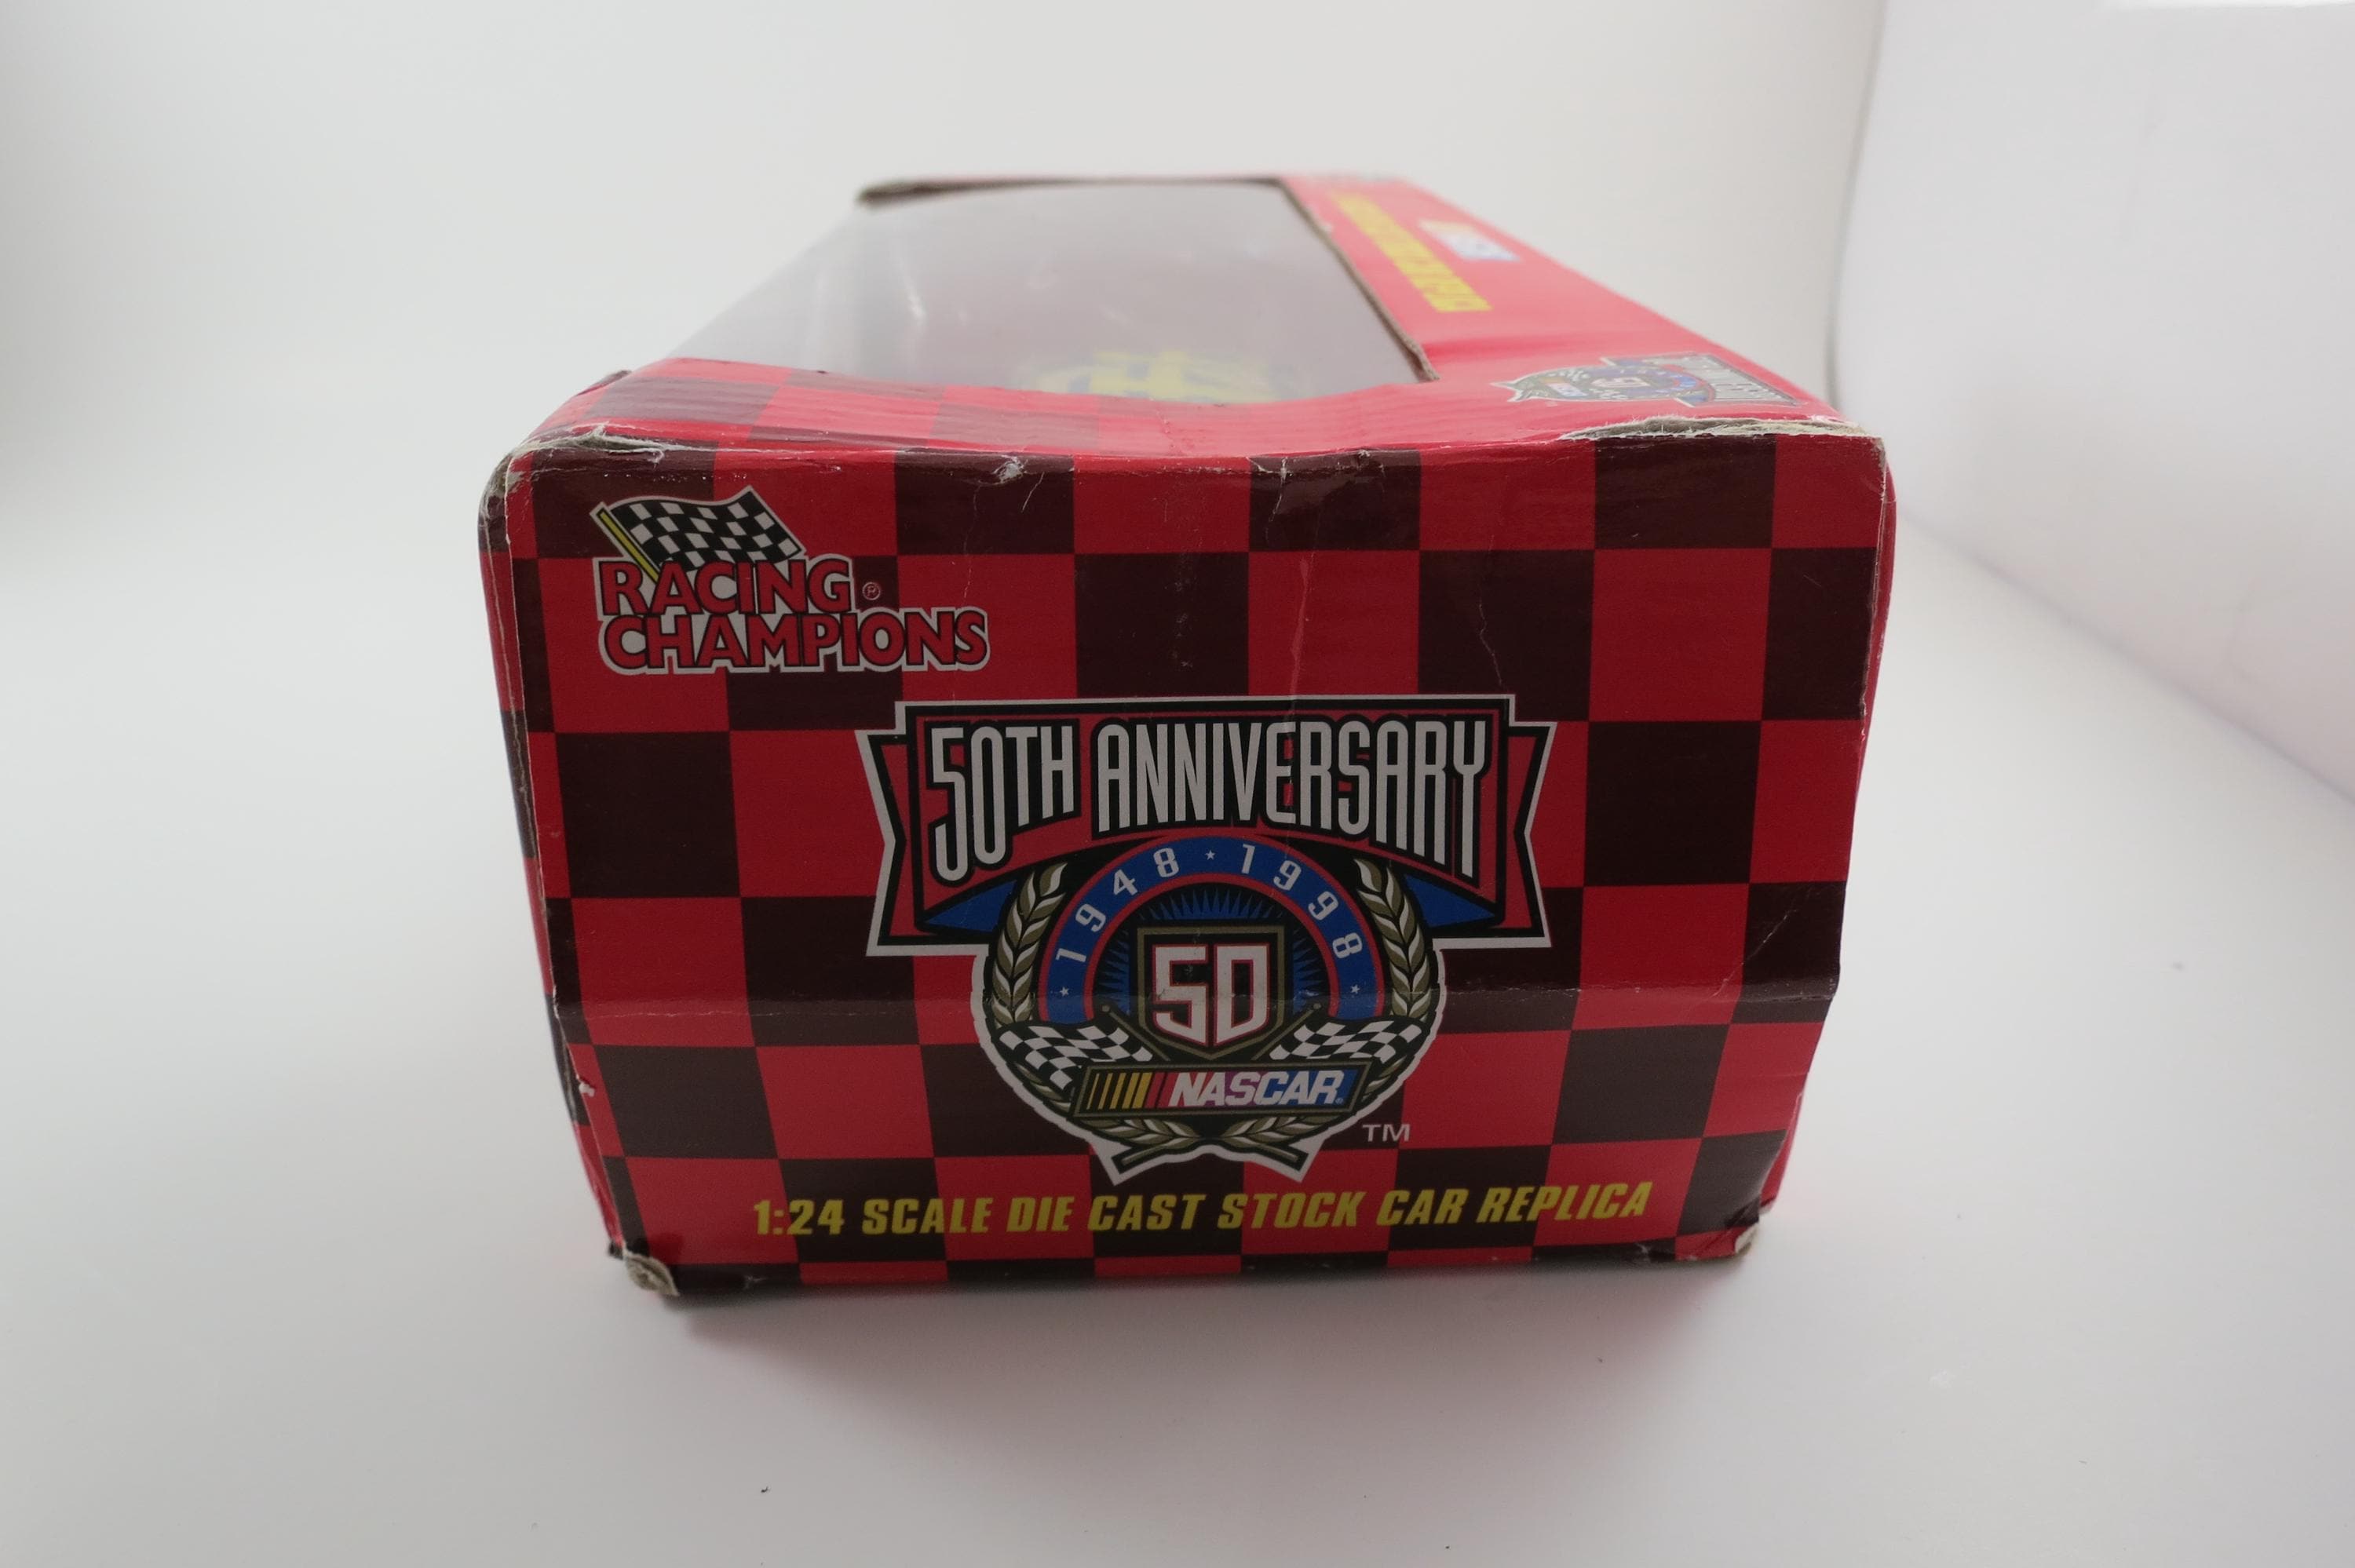 RACING®
CHAMPIONS
50TH ANNIVERSARY
1948 ★ 1998
50
NASCAR®
TM
1:24 SCALE DIE CAST STOCK CAR REPLICA